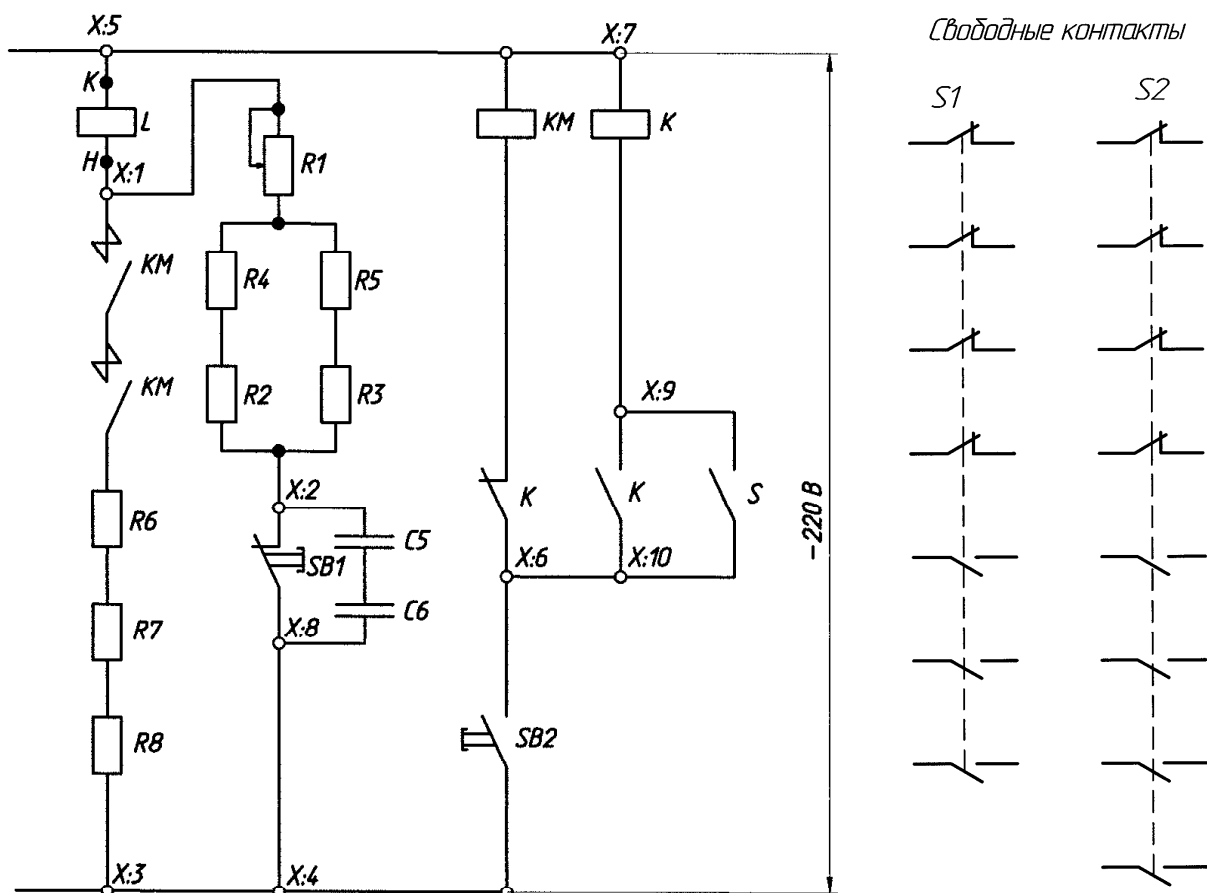 X:5
X:7
Свободные контакты
K
L
H
X:1
KM
K
S1
S2
R1
KM
R4
R5
KM
R2
R3
X:9
X:2
K
K
S
-220 В
R6
C5
SB1
X:6
X:10
C6
R7
X:8
R8
SB2
X:3
X:4